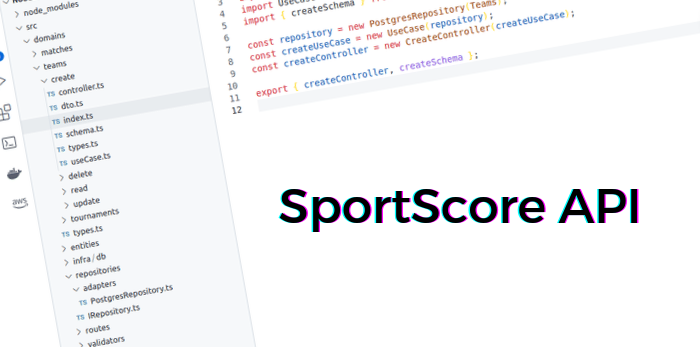 node_modules
src
domains
matches
teams
create
TS controller.ts
TS dto.ts
TS index.ts
TS schema.ts
TS types.ts
TS useCase.ts
delete
read
update
tournaments
TS types.ts
entities
infra / db
repositories
adapters
TS PostgresRepository.ts
TS IRepository.ts
routes
validators
aws
3
4 import { createSchema }
5
6 const repository = new PostgresRepository(Teams);
7 const createUseCase = new UseCase(repository);
8 const createController = new CreateController(createUseCase);
9
10 export { createController, createSchema };
11
12
SportScore API